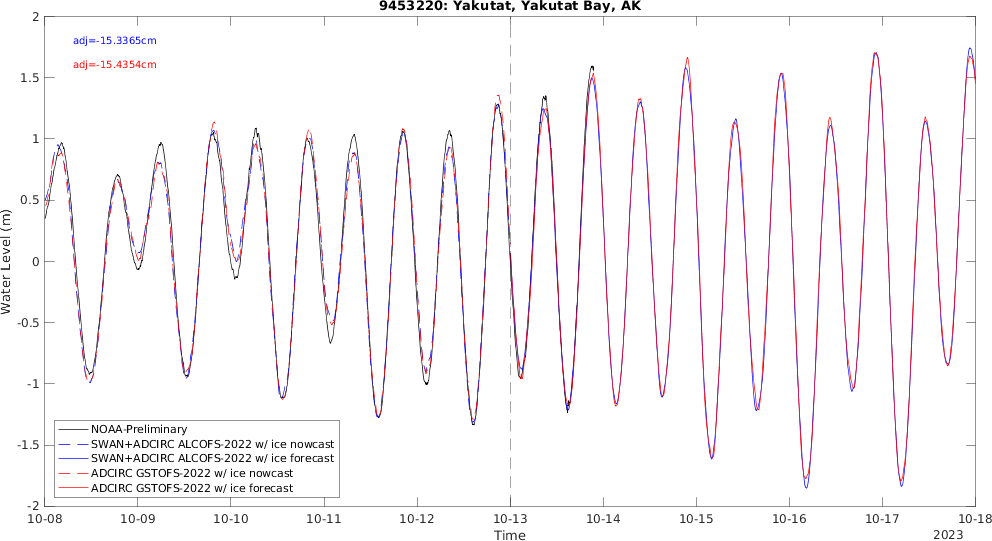 9453220: Yakutat, Yakutat Bay, AK
adj=-15.3365cm
adj=-15.4354cm
Water Level (m)
2
1.5
1
0.5
0
-0.5
-1
-1.5
-2
NOAA-Preliminary
SWAN+ADCIRC ALCOFS-2022 w/ ice nowcast
SWAN+ADCIRC ALCOFS-2022 w/ ice forecast
ADCIRC GSTOFS-2022 w/ ice nowcast
ADCIRC GSTOFS-2022 w/ ice forecast
10-08 10-09 10-10 10-11 10-12 10-13 10-14 10-15 10-16 10-17 10-18
Time
2023